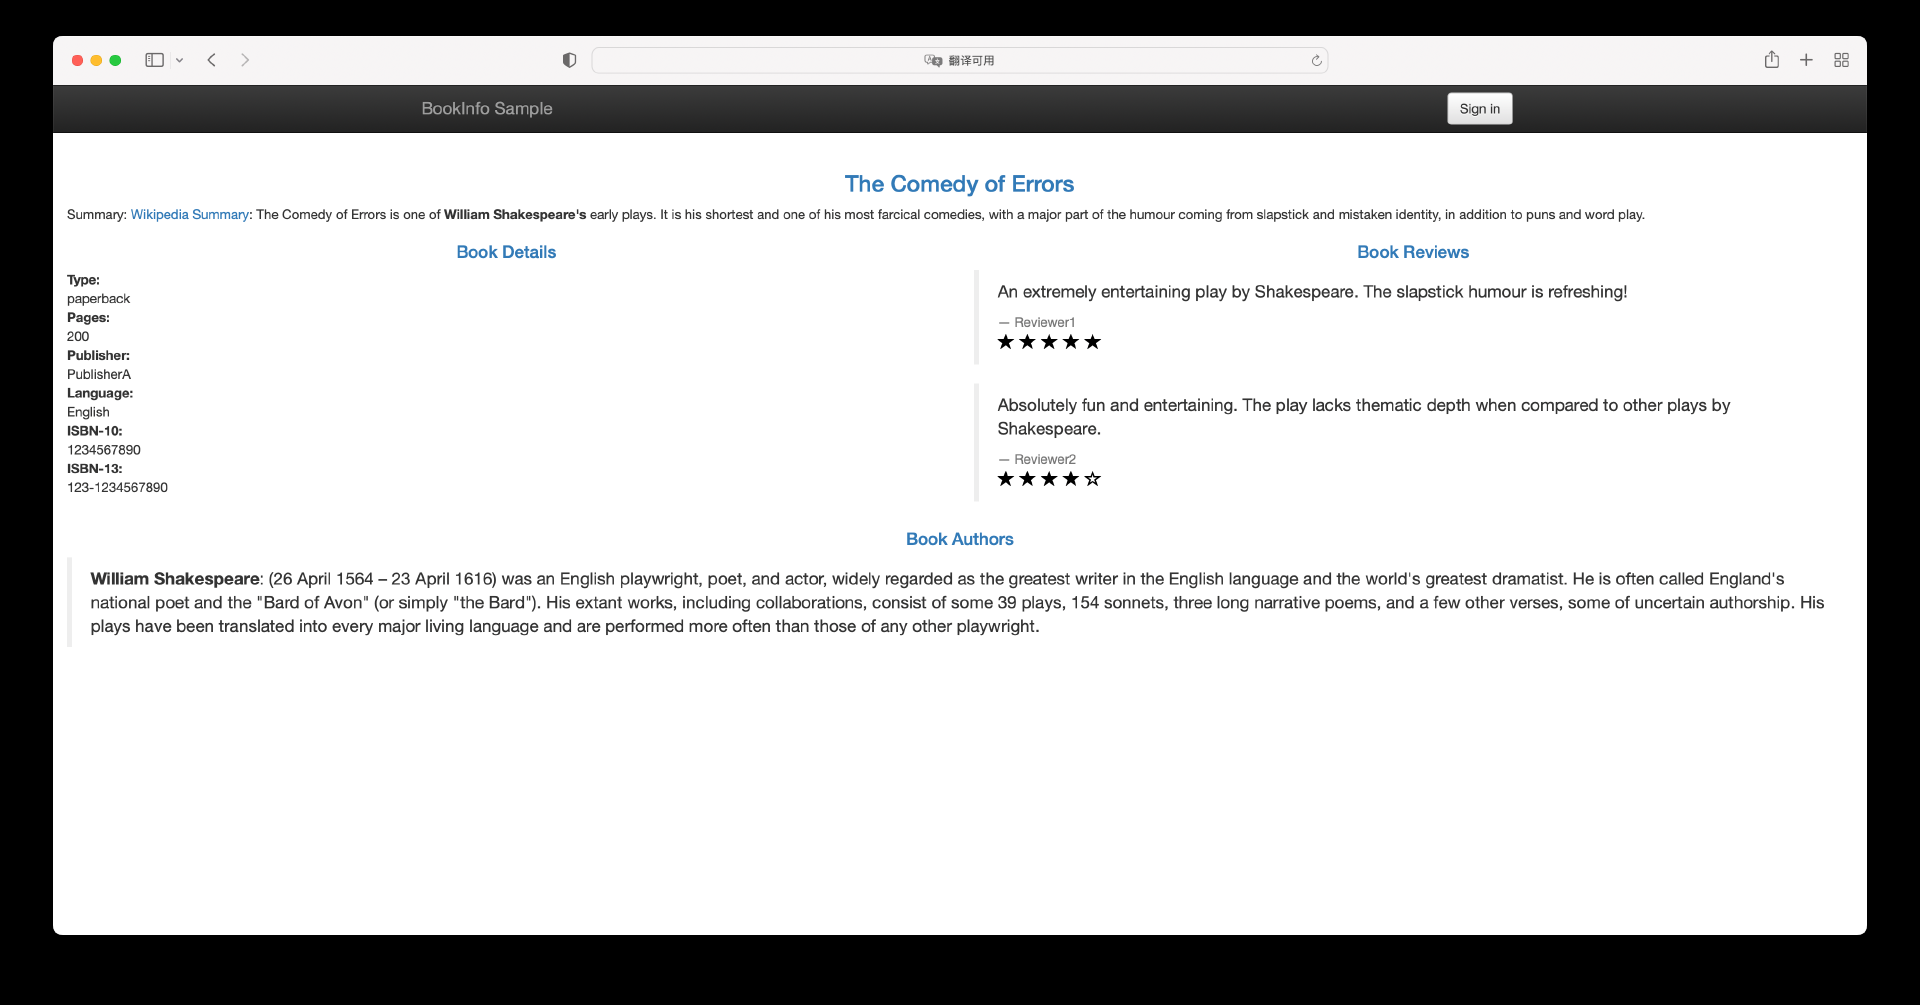 翻译可用
BookInfo Sample
Sign in
The Comedy of Errors
Summary: Wikipedia Summary: The Comedy of Errors is one of William Shakespeare's early plays. It is his shortest and one of his most farcical comedies, with a major part of the humour coming from slapstick and mistaken identity, in addition to puns and word play.
Book Details
Type:
paperback
Pages:
200
Publisher:
PublisherA
Language:
English
ISBN-10:
1234567890
ISBN-13:
123-1234567890
Book Reviews
An extremely entertaining play by Shakespeare. The slapstick humour is refreshing!
— Reviewer1
Absolutely fun and entertaining. The play lacks thematic depth when compared to other plays by
Shakespeare.
— Reviewer2
Book Authors
William Shakespeare: (26 April 1564 – 23 April 1616) was an English playwright, poet, and actor, widely regarded as the greatest writer in the English language and the world's greatest dramatist. He is often called England's
national poet and the "Bard of Avon" (or simply "the Bard"). His extant works, including collaborations, consist of some 39 plays, 154 sonnets, three long narrative poems, and a few other verses, some of uncertain authorship. His
plays have been translated into every major living language and are performed more often than those of any other playwright.